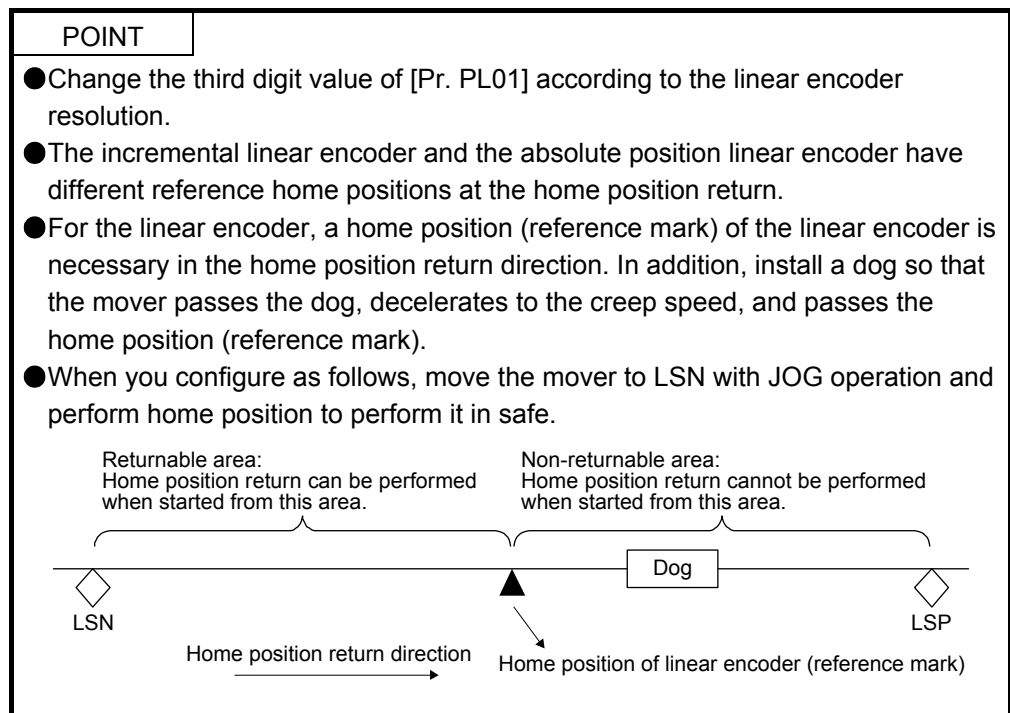 POINT
●Change the third digit value of [Pr. PL01] according to the linear encoder
resolution.
●The incremental linear encoder and the absolute position linear encoder have
different reference home positions at the home position return.
●For the linear encoder, a home position (reference mark) of the linear encoder is
necessary in the home position return direction. In addition, install a dog so that
the mover passes the dog, decelerates to the creep speed, and passes the
home position (reference mark).
●When you configure as follows, move the mover to LSN with JOG operation and
perform home position to perform it in safe.
Returnable area:
Home position return can be performed
when started from this area.
Non-returnable area:
Home position return cannot be performed
when started from this area.
Dog
LSN
LSP
Home position return direction
Home position of linear encoder (reference mark)